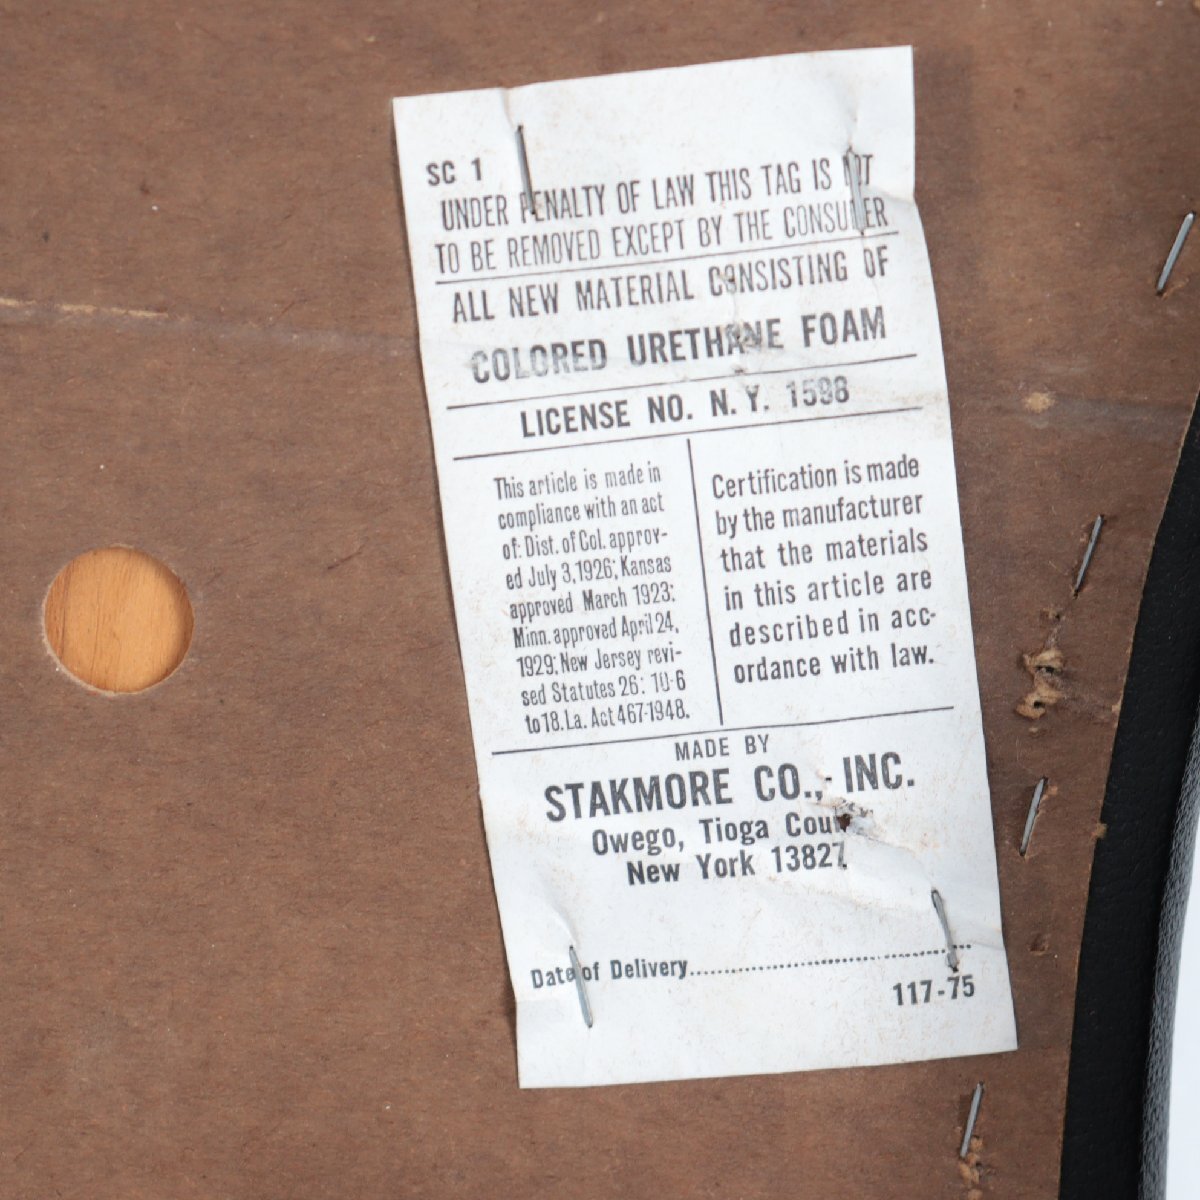 SC 1
UNDER PENALTY OF LAW THIS TAG IS NOT
TO BE REMOVED EXCEPT BY THE CONSUMER
ALL NEW MATERIAL CONSISTING OF
COLORED URETHANE FOAM
LICENSE NO. N. Y. 1598
This article is made in
compliance with an act
of: Dist. of Col. approv-
ed July 3, 1926; Kansas
approved March 1923;
Minn. approved April 24,
1929; New Jersey revi-
sed Statutes 26: 10-6
to 18. La. Act 467-1948.
Certification is made
by the manufacturer
that the materials
in this article are
described in acc-
ordance with law.
MADE BY
STAKMORE CO., INC.
Owego, Tioga
New York 13827
Date of Delivery
117-75